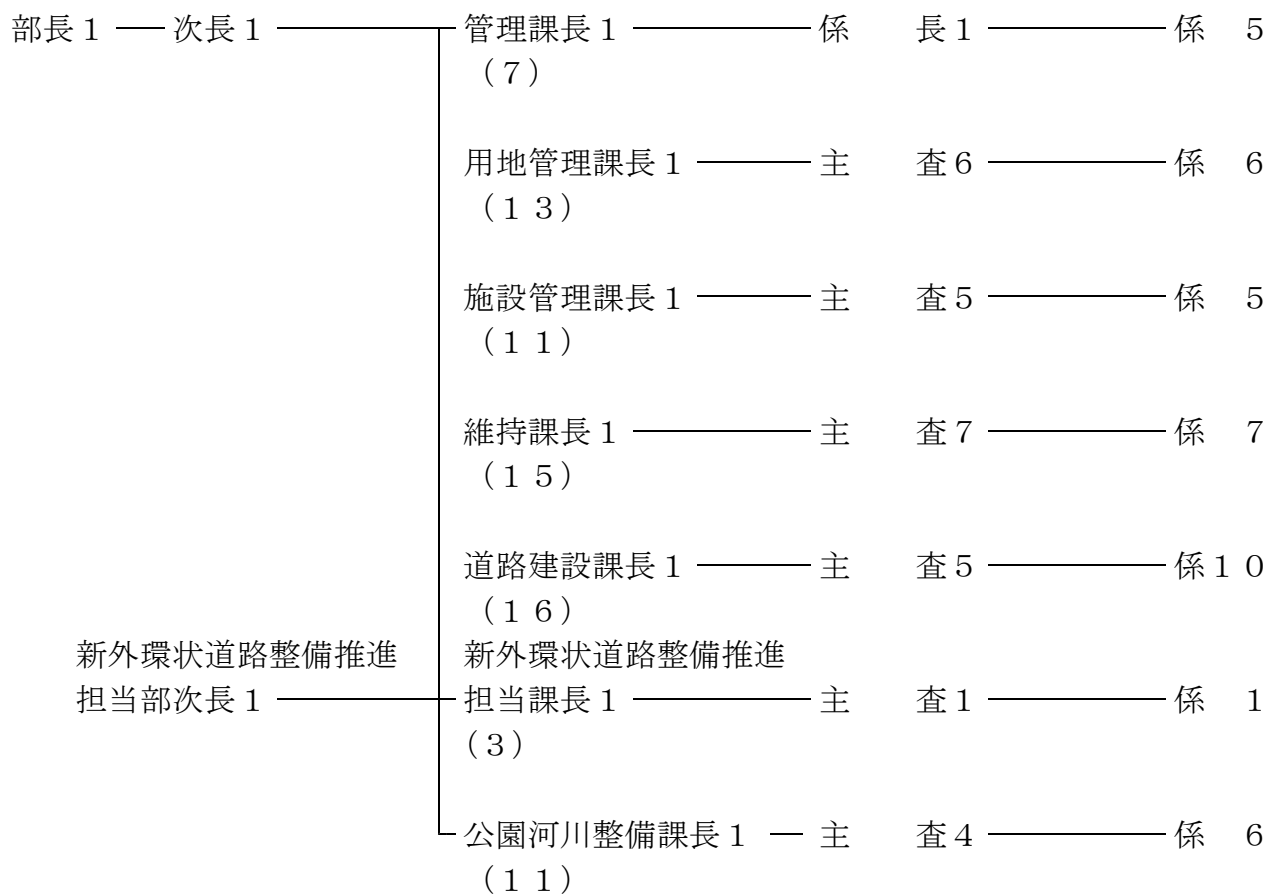 部長１ 次長１ 管理課長１ 係　長１ 係　５
（７）
用地管理課長１ 主　査６ 係　６
（１３）
施設管理課長１ 主　査５ 係　５
（１１）
維持課長１ 主　査７ 係　７
（１５）
道路建設課長１ 主　査５ 係１０
（１６）
新外環状道路整備推進 新外環状道路整備推進
担当部次長１ 担当課長１ 主　査１ 係　１
（３）
公園河川整備課長１ 主　査４ 係　６
（１１）